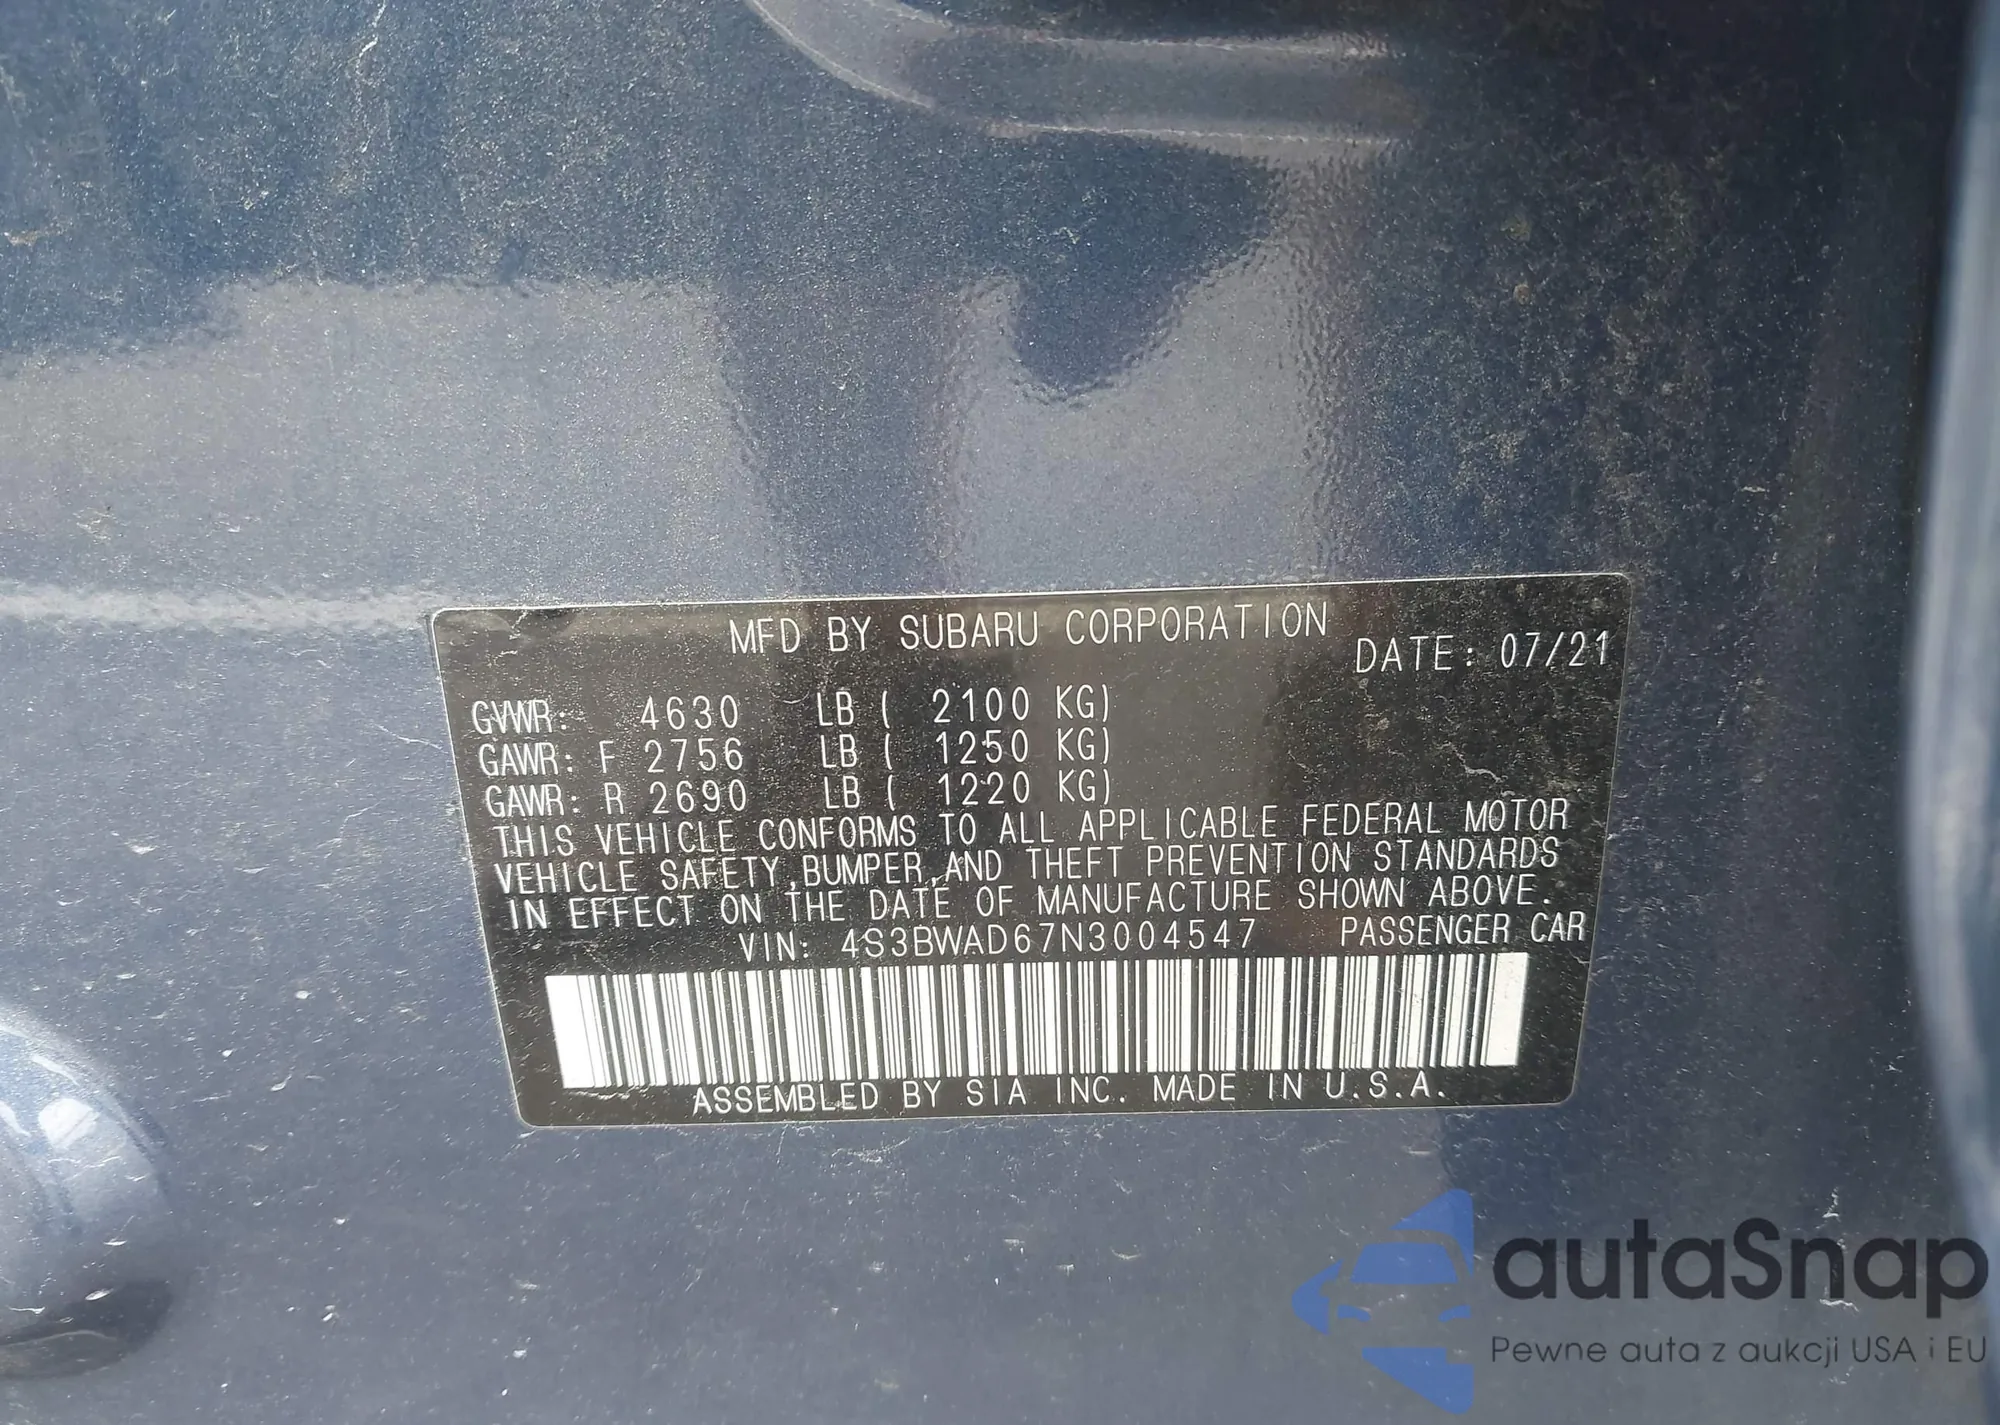 MFD BY SUBARU CORPORATION
DATE: 07/21
GVWR: 4630 LB ( 2100 KG)
GAWR: F 2756 LB ( 1250 KG)
GAWR: R 2690 LB ( 1220 KG)
THIS VEHICLE CONFORMS TO ALL APPLICABLE FEDERAL MOTOR
VEHICLE SAFETY,BUMPER,AND THEFT PREVENTION STANDARDS
IN EFFECT ON THE DATE OF MANUFACTURE SHOWN ABOVE.
VIN: 4S3BWAD67N3004547 PASSENGER CAR
ASSEMBLED BY SIA INC. MADE IN U.S.A.
autaSnap
Pewne auta z aukcji USA i EU